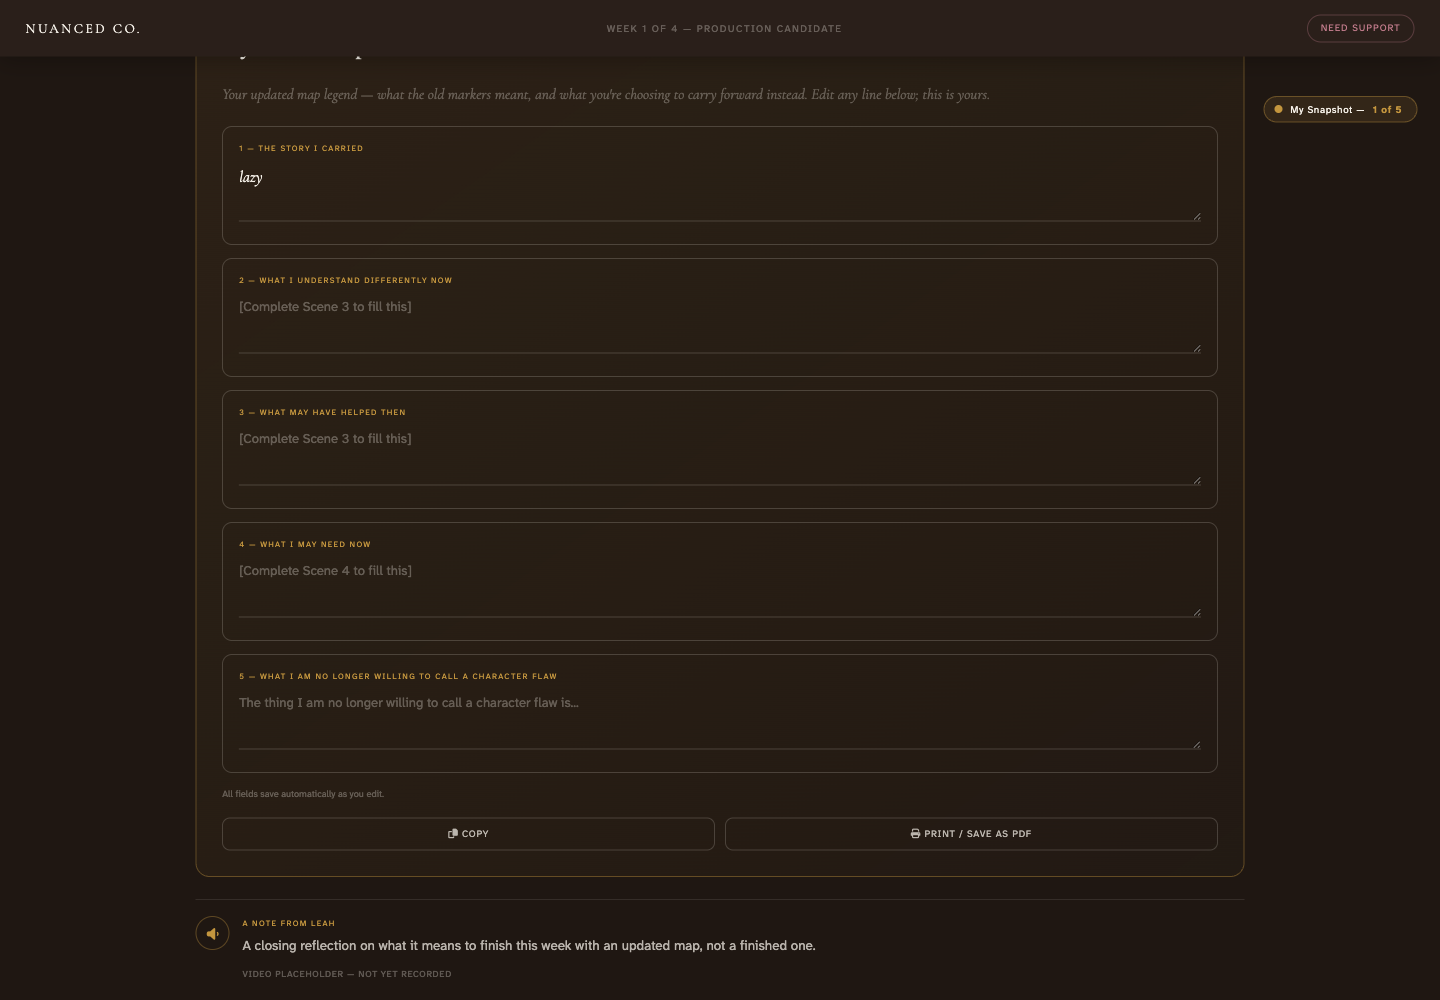 NUANCED CO.
WEEK 1 OF 4 — PRODUCTION CANDIDATE
NEED SUPPORT
Your updated map legend — what the old markers meant, and what you're choosing to carry forward instead. Edit any line below; this is yours.
My Snapshot — 1 of 5
1 — THE STORY I CARRIED
lazy
2 — WHAT I UNDERSTAND DIFFERENTLY NOW
[Complete Scene 3 to fill this]
3 — WHAT MAY HAVE HELPED THEN
[Complete Scene 3 to fill this]
4 — WHAT I MAY NEED NOW
[Complete Scene 4 to fill this]
5 — WHAT I AM NO LONGER WILLING TO CALL A CHARACTER FLAW
The thing I am no longer willing to call a character flaw is...
All fields save automatically as you edit.
COPY
PRINT / SAVE AS PDF
A NOTE FROM LEAH
A closing reflection on what it means to finish this week with an updated map, not a finished one.
VIDEO PLACEHOLDER — NOT YET RECORDED